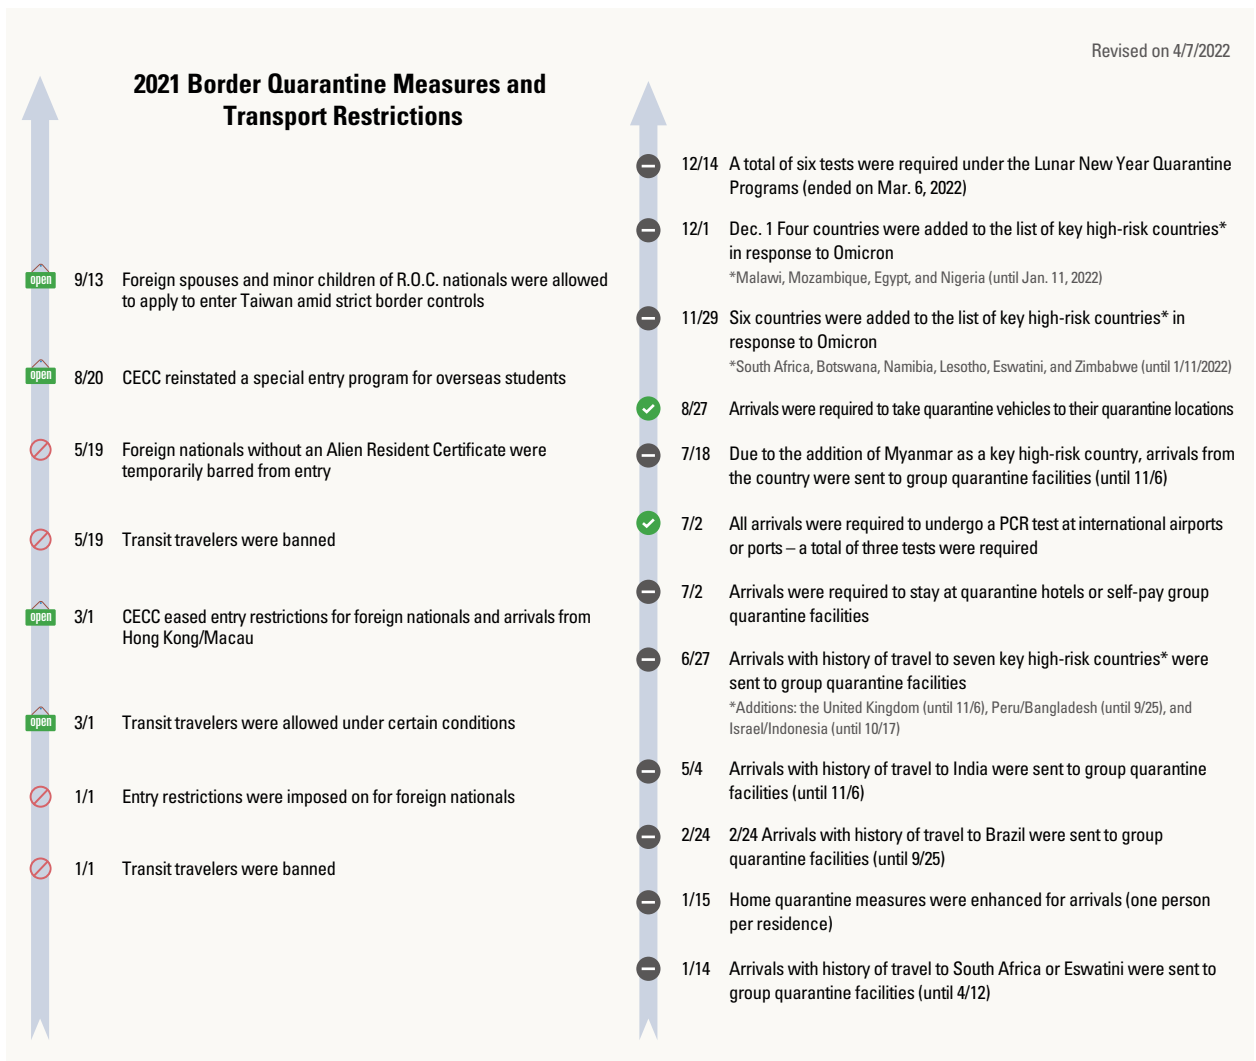 Revised on 4/7/2022
2021 Border Quarantine Measures and
Transport Restrictions
open
9/13 Foreign spouses and minor children of R.O.C. nationals were allowed
to apply to enter Taiwan amid strict border controls
open
8/20 CECC reinstated a special entry program for overseas students
5/19 Foreign nationals without an Alien Resident Certificate were
temporarily barred from entry
5/19 Transit travelers were banned
open
3/1 CECC eased entry restrictions for foreign nationals and arrivals from
Hong Kong/Macau
open
3/1 Transit travelers were allowed under certain conditions
1/1 Entry restrictions were imposed on for foreign nationals
1/1 Transit travelers were banned
12/14 A total of six tests were required under the Lunar New Year Quarantine
Programs (ended on Mar. 6, 2022)
12/1 Dec. 1 Four countries were added to the list of key high-risk countries*
in response to Omicron
*Malawi, Mozambique, Egypt, and Nigeria (until Jan. 11, 2022)
11/29 Six countries were added to the list of key high-risk countries* in
response to Omicron
*South Africa, Botswana, Namibia, Lesotho, Eswatini, and Zimbabwe (until 1/11/2022)
8/27 Arrivals were required to take quarantine vehicles to their quarantine locations
7/18 Due to the addition of Myanmar as a key high-risk country, arrivals from
the country were sent to group quarantine facilities (until 11/6)
7/2 All arrivals were required to undergo a PCR test at international airports
or ports – a total of three tests were required
7/2 Arrivals were required to stay at quarantine hotels or self-pay group
quarantine facilities
6/27 Arrivals with history of travel to seven key high-risk countries* were
sent to group quarantine facilities
*Additions: the United Kingdom (until 11/6), Peru/Bangladesh (until 9/25), and
Israel/Indonesia (until 10/17)
5/4 Arrivals with history of travel to India were sent to group quarantine
facilities (until 11/6)
2/24 2/24 Arrivals with history of travel to Brazil were sent to group
quarantine facilities (until 9/25)
1/15 Home quarantine measures were enhanced for arrivals (one person
per residence)
1/14 Arrivals with history of travel to South Africa or Eswatini were sent to
group quarantine facilities (until 4/12)